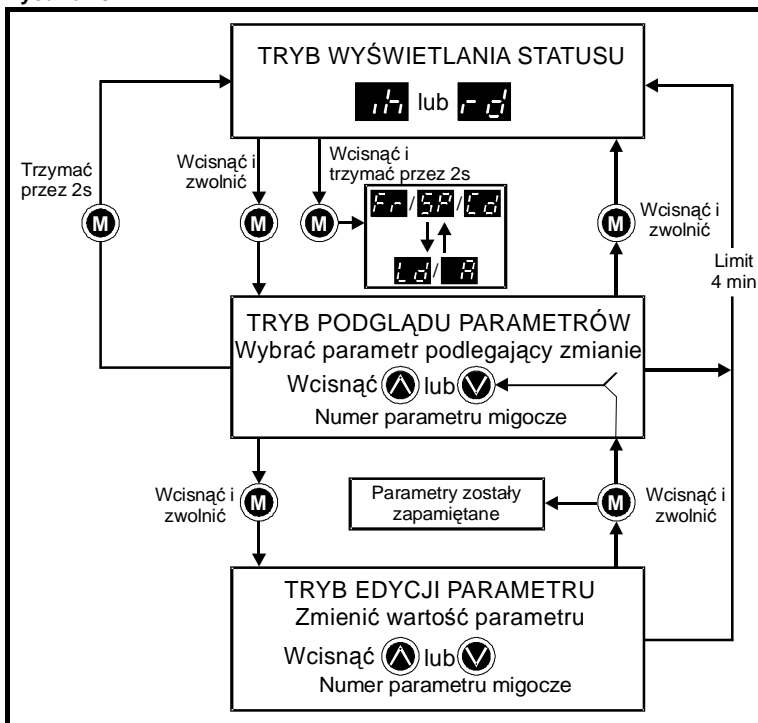 TRYB WYŚWIETLANIA STATUSU
ih lub rd
Trzymać
przez 2s
M
Wcisnąć i
zwolnić
M
Wcisnąć i
trzymać przez 2s
M
Fr/SP/Cd
Ld/ A
M
Wcisnąć i
zwolnić
Limit
4 min
TRYB PODGLĄDU PARAMETRÓW
Wybrać parametr podlegający zmianie
Wcisnąć lub
Numer parametru migocze
Wcisnąć i
zwolnić
M
Parametry zostały
zapamiętane
M
Wcisnąć i
zwolnić
TRYB EDYCJI PARAMETRU
Zmienić wartość parametru
Wcisnąć lub
Numer parametru migocze